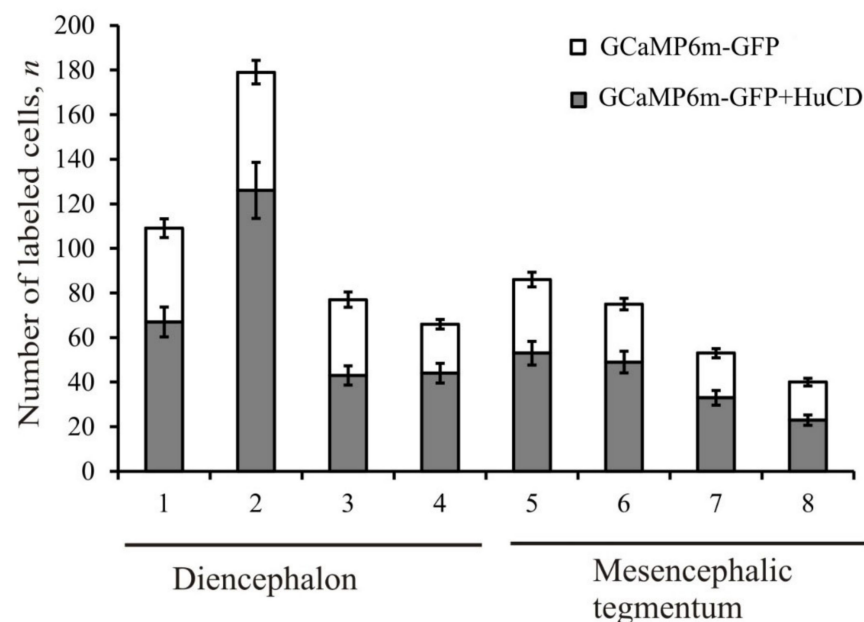 Number of labeled cells, n
200
180
160
140
120
100
80
60
40
20
0
GCaMP6m-GFP
GCaMP6m-GFP+HuCD
1 2 3 4 5 6 7 8
Diencephalon
Mesencephalic
tegmentum